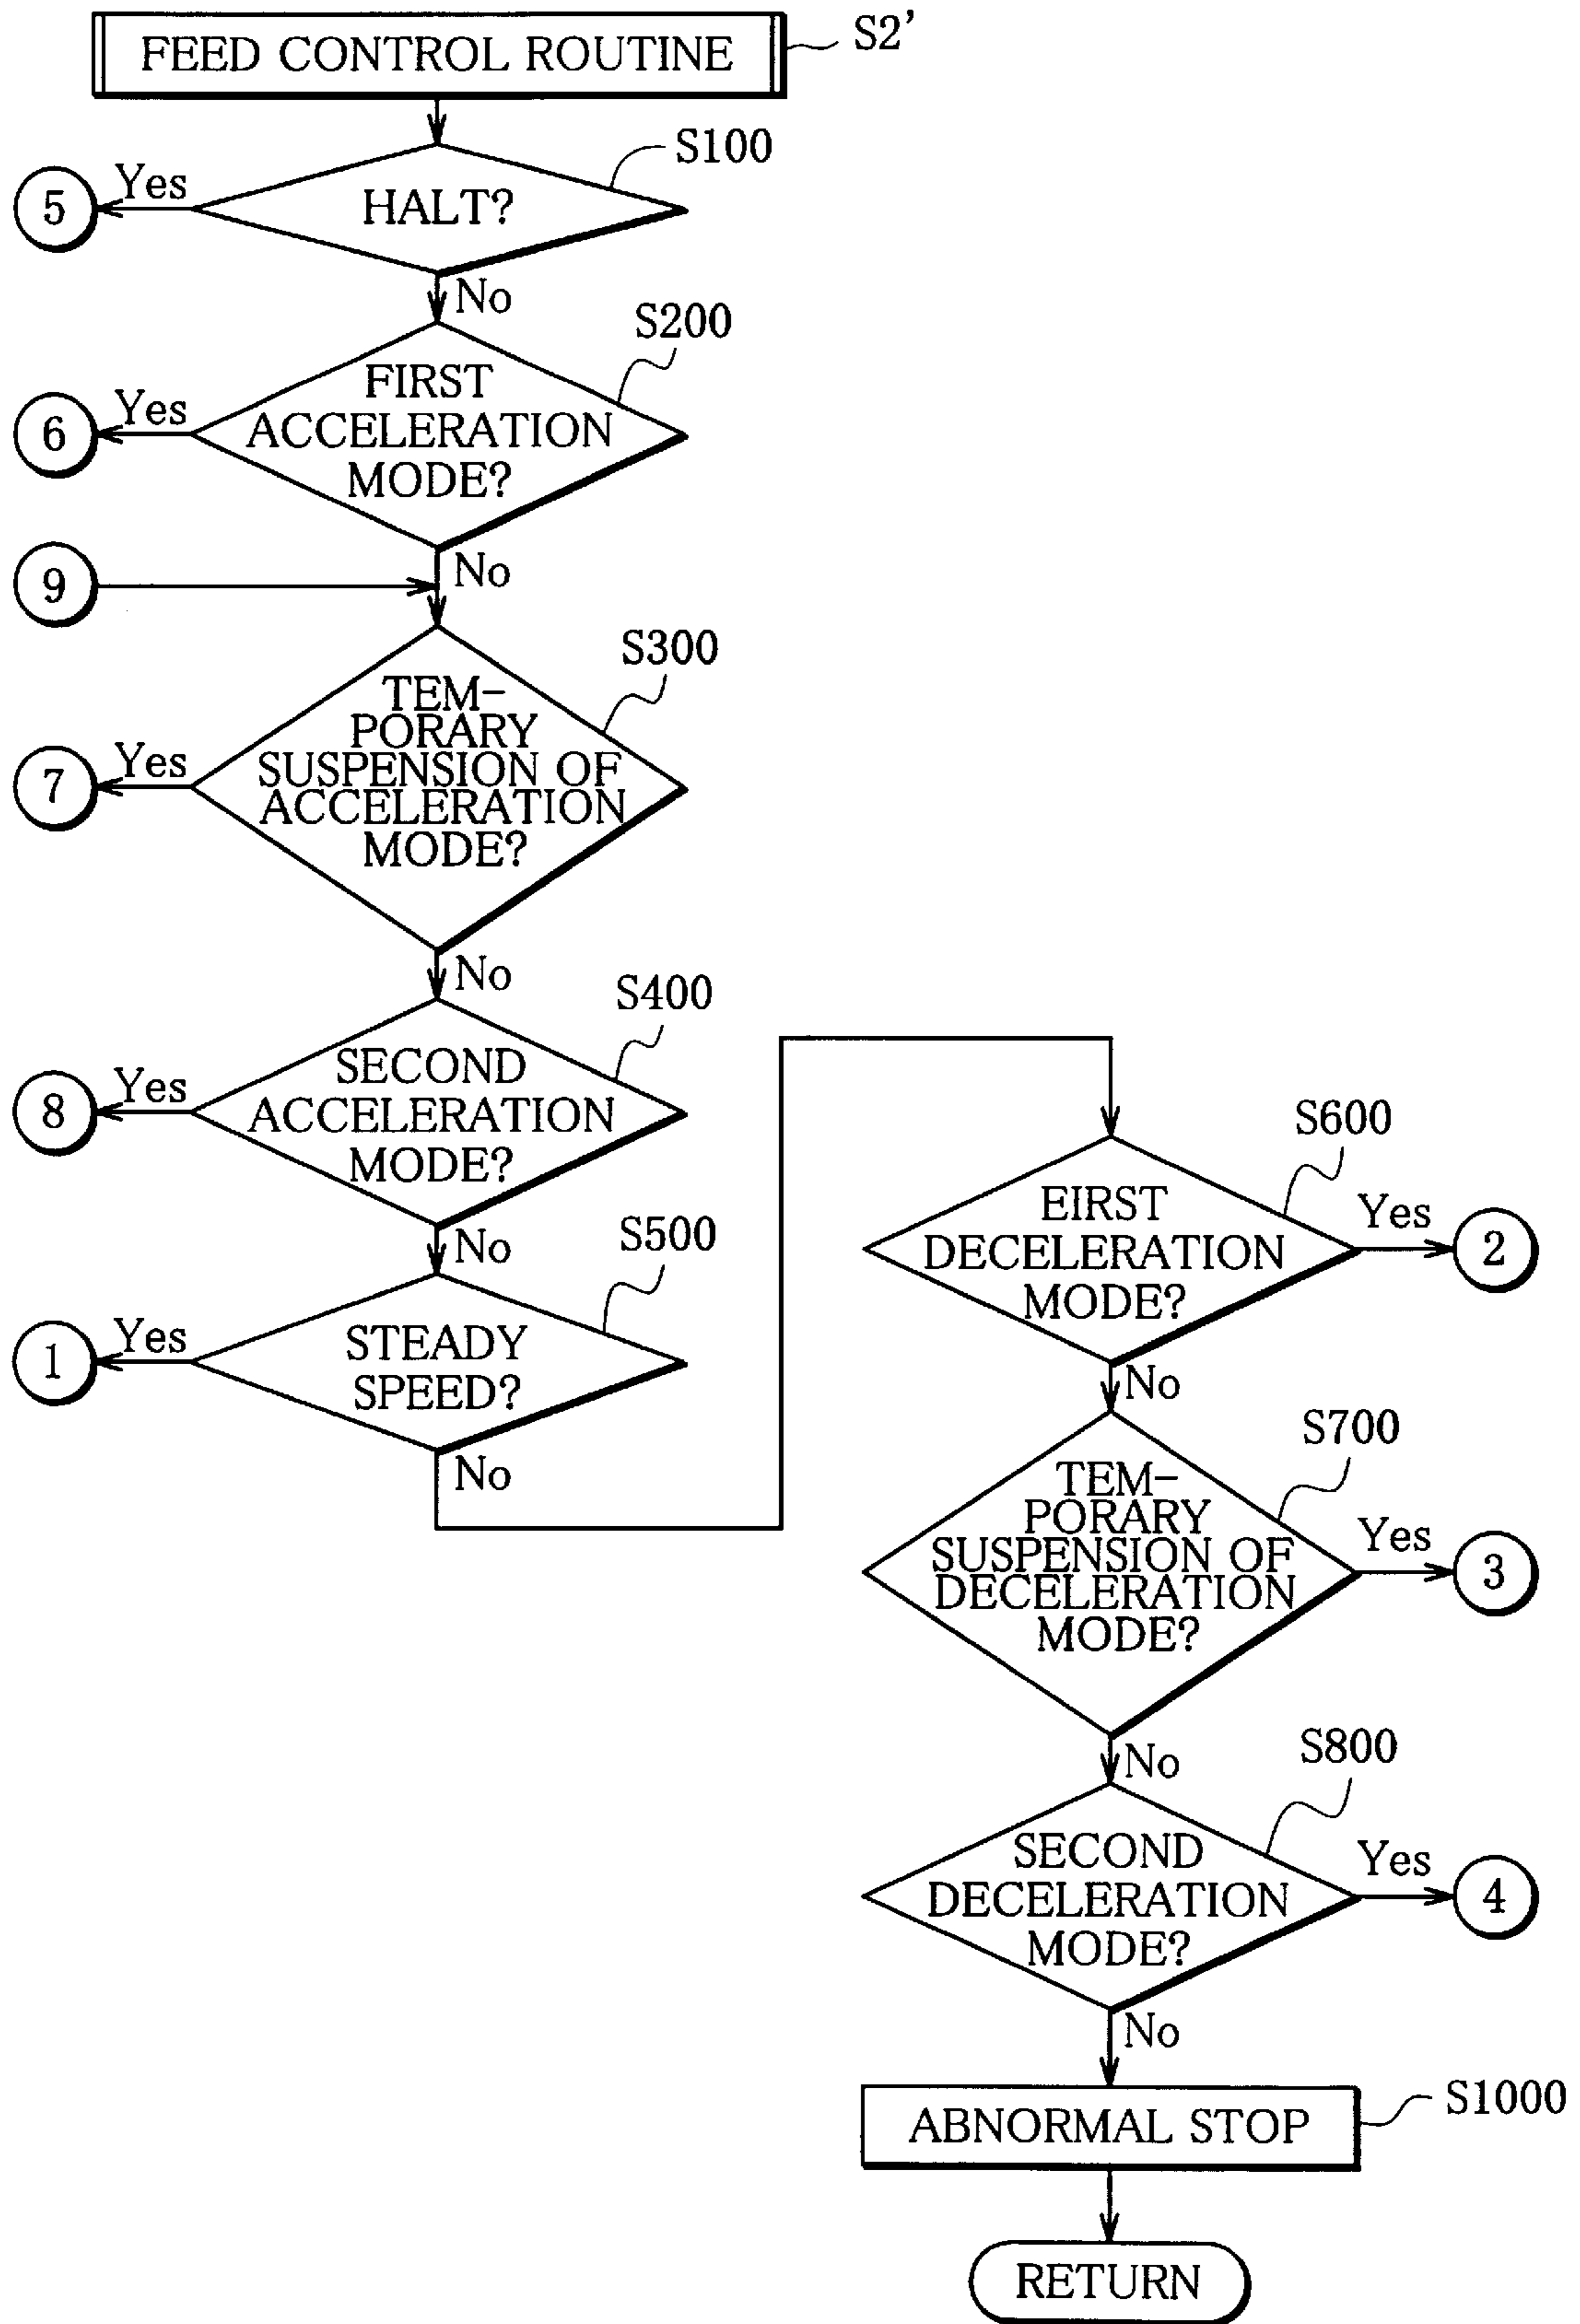 FEED CONTROL ROUTINE
S2'
S100
HALT?
Yes
5
No
S200
FIRST
ACCELERATION
MODE?
Yes
6
No
9
S300
TEM-
PORARY
SUSPENSION OF
ACCELERATION
MODE?
Yes
7
No
S400
SECOND
ACCELERATION
MODE?
Yes
8
No
S500
STEADY
SPEED?
Yes
1
No
S600
EIRST
DECELERATION
MODE?
Yes
2
No
S700
TEM-
PORARY
SUSPENSION OF
DECELERATION
MODE?
Yes
3
No
S800
SECOND
DECELERATION
MODE?
Yes
4
No
ABNORMAL STOP
S1000
RETURN